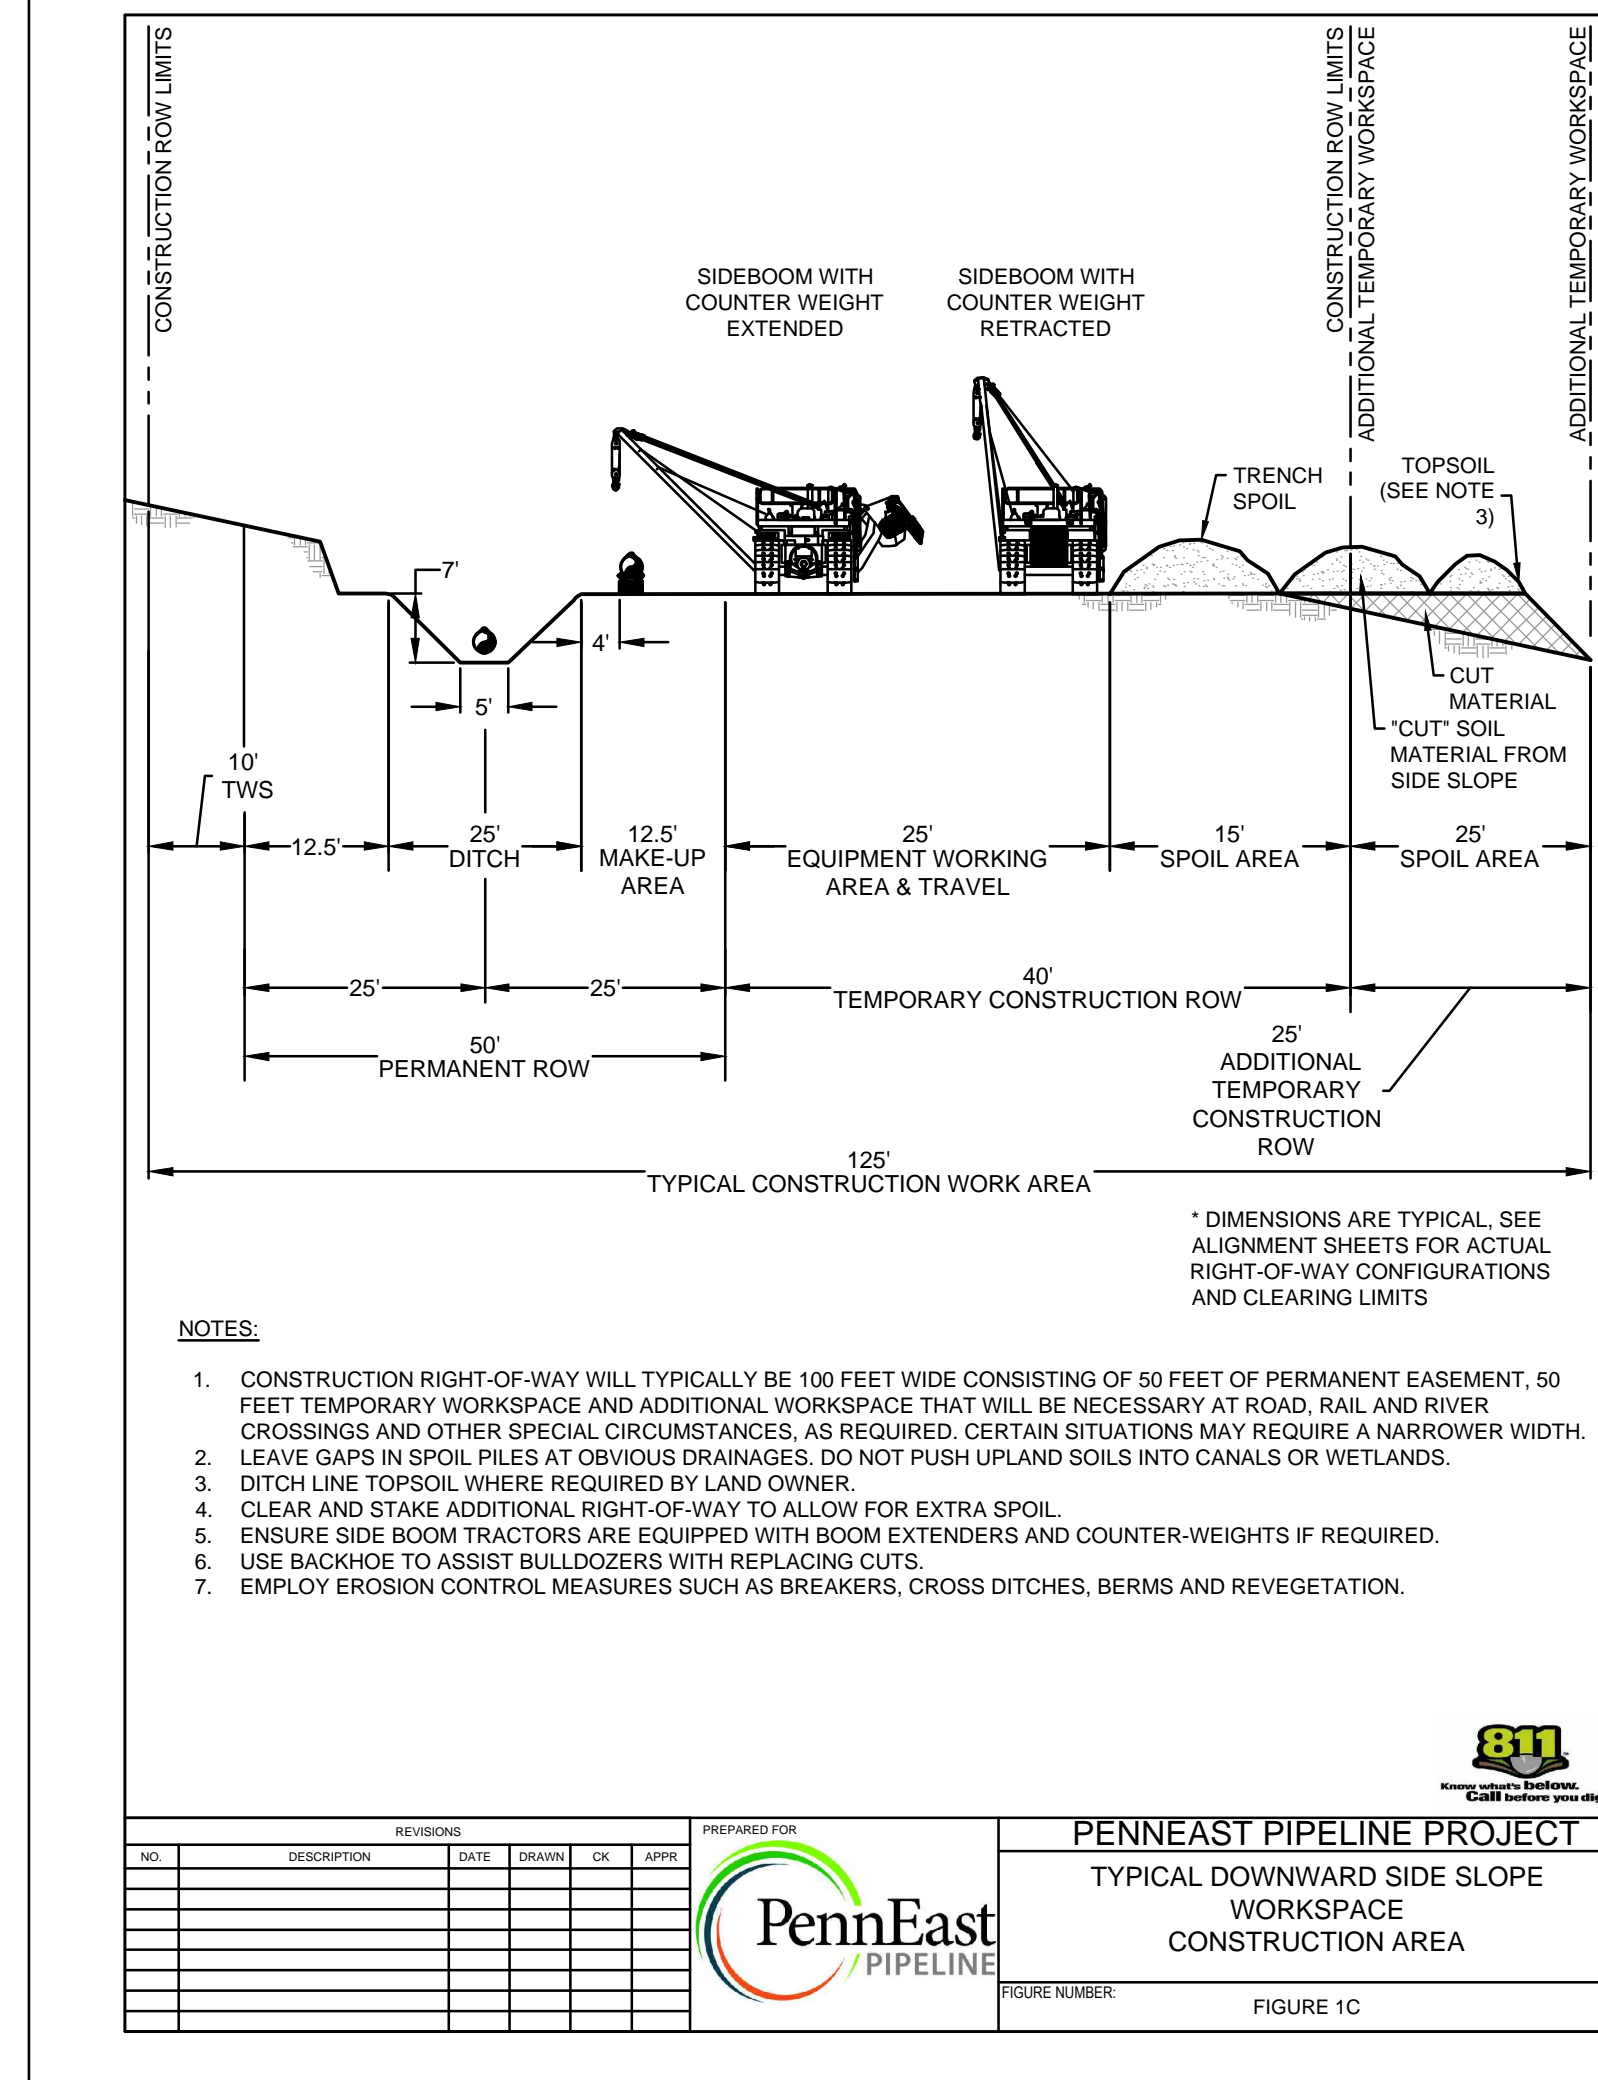 CONSTRUCTION ROW LIMITS
CONSTRUCTION ROW LIMITS
ADDITIONAL TEMPORARY WORKSPACE
ADDITIONAL TEMPORARY WORKSPACE
SIDEBOOM WITH
COUNTER WEIGHT
EXTENDED
SIDEBOOM WITH
COUNTER WEIGHT
RETRACTED
TRENCH
SPOIL
TOPSOIL
(SEE NOTE
3)
7'
4'
5'
CUT
MATERIAL
"CUT" SOIL
MATERIAL FROM
SIDE SLOPE
10'
TWS
12.5'
25'
DITCH
12.5'
MAKE-UP
AREA
25'
EQUIPMENT WORKING
AREA & TRAVEL
15'
SPOIL AREA
25'
SPOIL AREA
25'
25'
40'
TEMPORARY CONSTRUCTION ROW
50'
PERMANENT ROW
25'
ADDITIONAL
TEMPORARY
CONSTRUCTION
ROW
125'
TYPICAL CONSTRUCTION WORK AREA
* DIMENSIONS ARE TYPICAL, SEE
ALIGNMENT SHEETS FOR ACTUAL
RIGHT-OF-WAY CONFIGURATIONS
AND CLEARING LIMITS
NOTES:
1. CONSTRUCTION RIGHT-OF-WAY WILL TYPICALLY BE 100 FEET WIDE CONSISTING OF 50 FEET OF PERMANENT EASEMENT, 50
FEET TEMPORARY WORKSPACE AND ADDITIONAL WORKSPACE THAT WILL BE NECESSARY AT ROAD, RAIL AND RIVER
CROSSINGS AND OTHER SPECIAL CIRCUMSTANCES, AS REQUIRED. CERTAIN SITUATIONS MAY REQUIRE A NARROWER WIDTH.
2. LEAVE GAPS IN SPOIL PILES AT OBVIOUS DRAINAGES. DO NOT PUSH UPLAND SOILS INTO CANALS OR WETLANDS.
3. DITCH LINE TOPSOIL WHERE REQUIRED BY LAND OWNER.
4. CLEAR AND STAKE ADDITIONAL RIGHT-OF-WAY TO ALLOW FOR EXTRA SPOIL.
5. ENSURE SIDE BOOM TRACTORS ARE EQUIPPED WITH BOOM EXTENDERS AND COUNTER-WEIGHTS IF REQUIRED.
6. USE BACKHOE TO ASSIST BULLDOZERS WITH REPLACING CUTS.
7. EMPLOY EROSION CONTROL MEASURES SUCH AS BREAKERS, CROSS DITCHES, BERMS AND REVEGETATION.
811
Know what's below.
Call before you dig
REVISIONS
NO. DESCRIPTION DATE DRAWN CK APPR
PREPARED FOR
PennEast
PIPELINE
PENNEAST PIPELINE PROJECT
TYPICAL DOWNWARD SIDE SLOPE
WORKSPACE
CONSTRUCTION AREA
FIGURE NUMBER:
FIGURE 1C